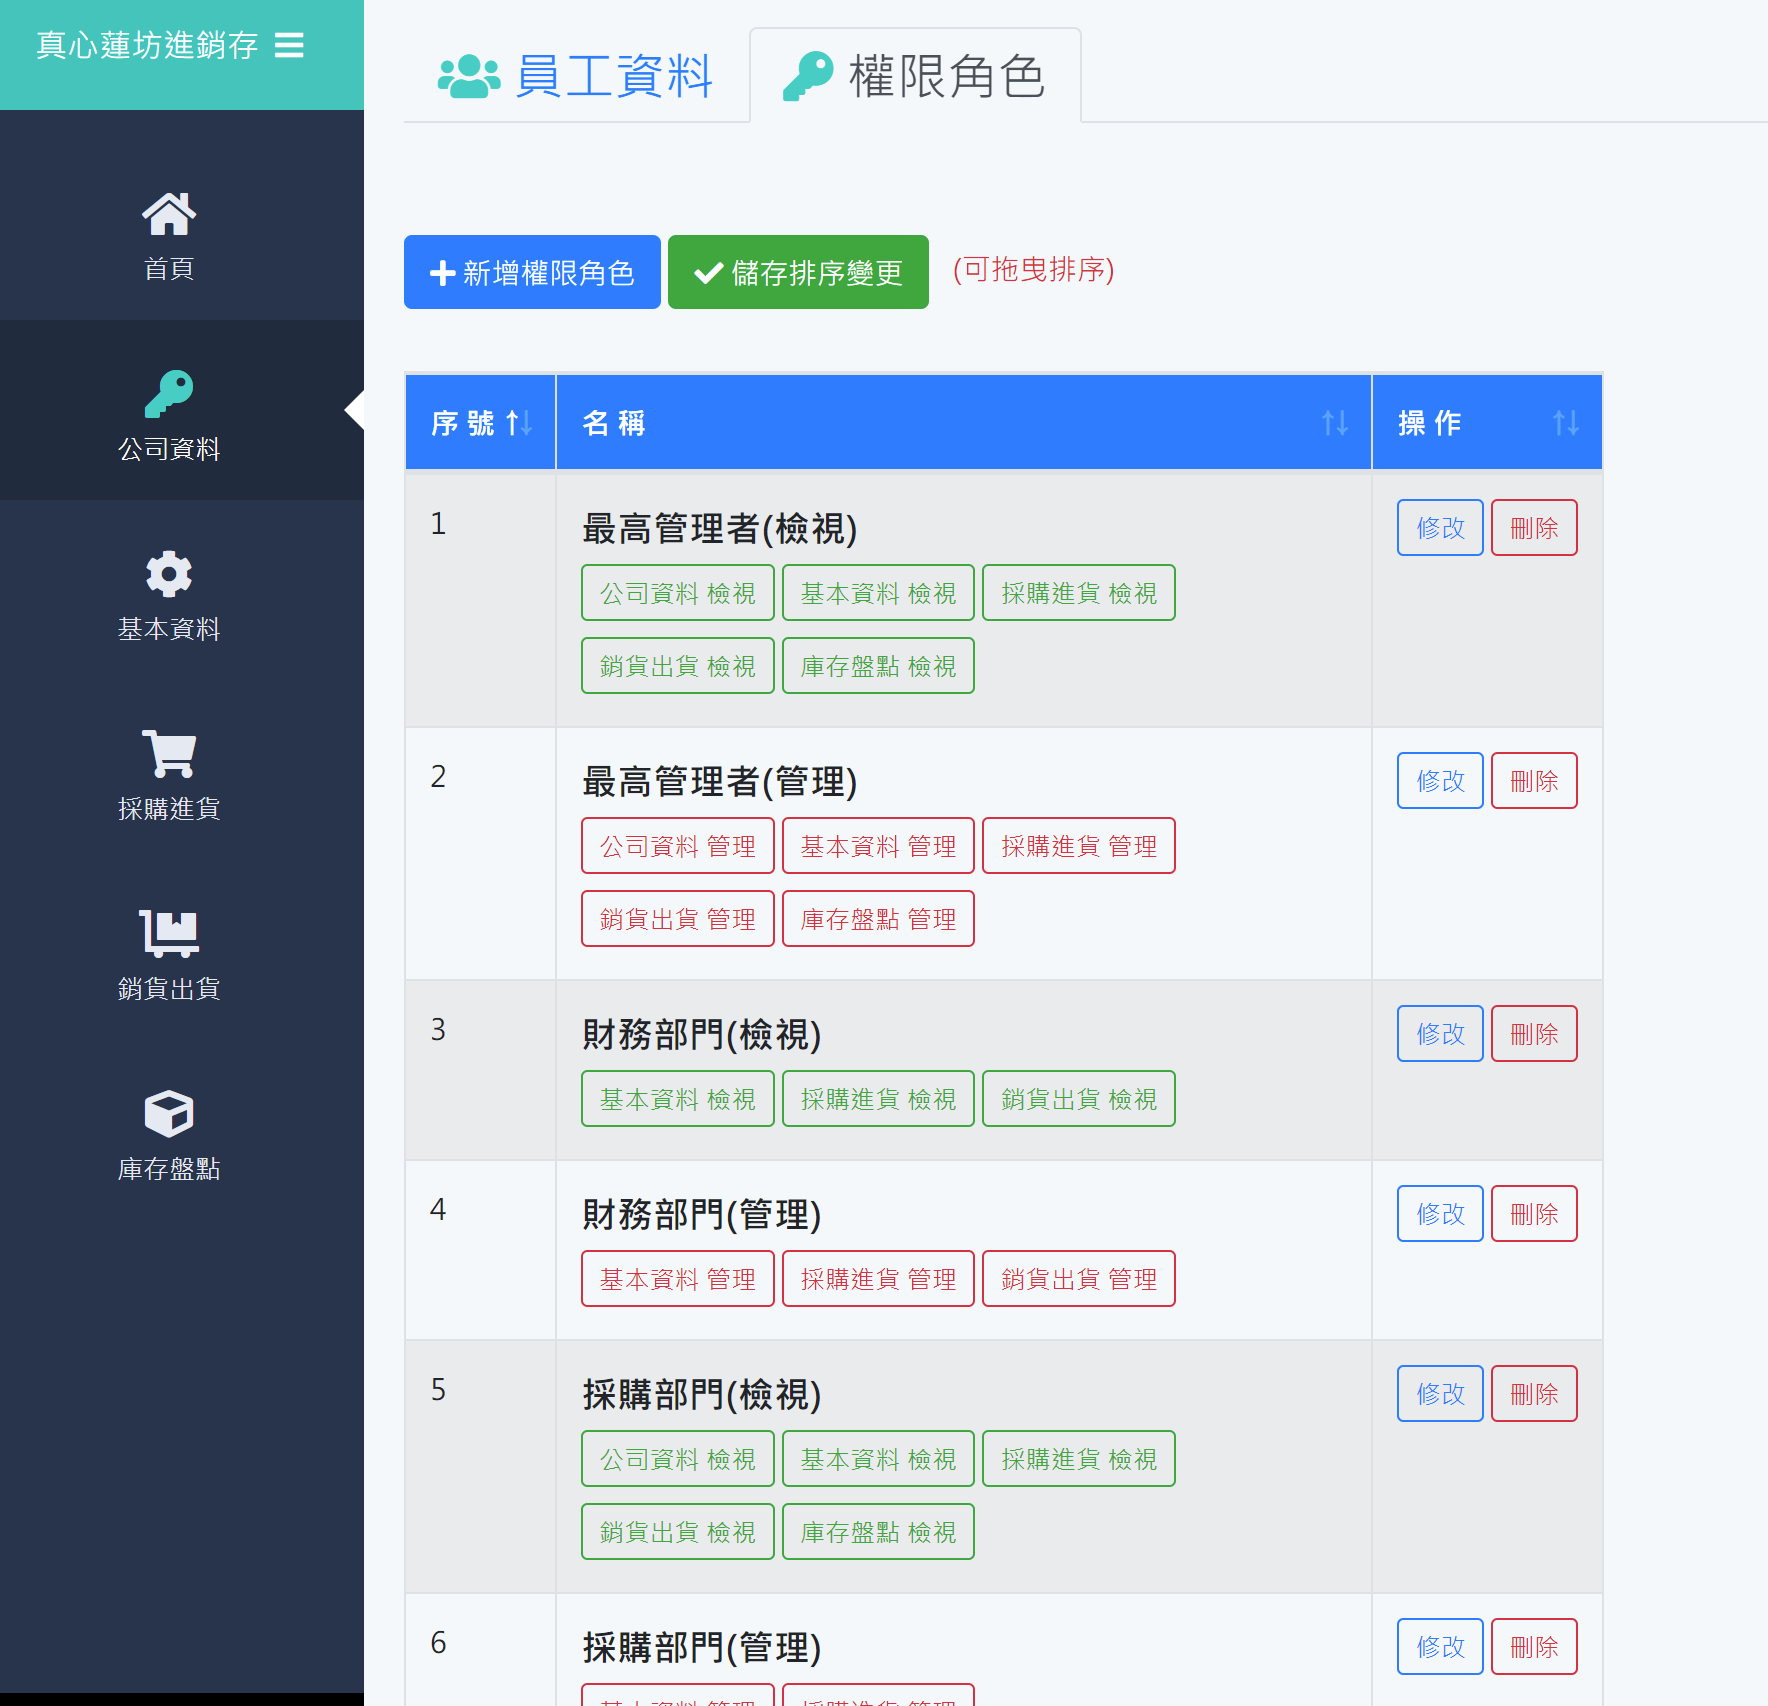 真心蓮坊進銷存
首頁
公司資料
基本資料
採購進貨
銷貨出貨
庫存盤點
員工資料 權限角色
新增權限角色 儲存排序變更 (可拖曳排序)
序號 名稱 操作
1 最高管理者(檢視) 修改 刪除
公司資料 檢視 基本資料 檢視 採購進貨 檢視
銷貨出貨 檢視 庫存盤點 檢視
2 最高管理者(管理) 修改 刪除
公司資料 管理 基本資料 管理 採購進貨 管理
銷貨出貨 管理 庫存盤點 管理
3 財務部門(檢視) 修改 刪除
基本資料 檢視 採購進貨 檢視 銷貨出貨 檢視
4 財務部門(管理) 修改 刪除
基本資料 管理 採購進貨 管理 銷貨出貨 管理
5 採購部門(檢視) 修改 刪除
公司資料 檢視 基本資料 檢視 採購進貨 檢視
銷貨出貨 檢視 庫存盤點 檢視
6 採購部門(管理) 修改 刪除
基本資料 管理 採購進貨 管理